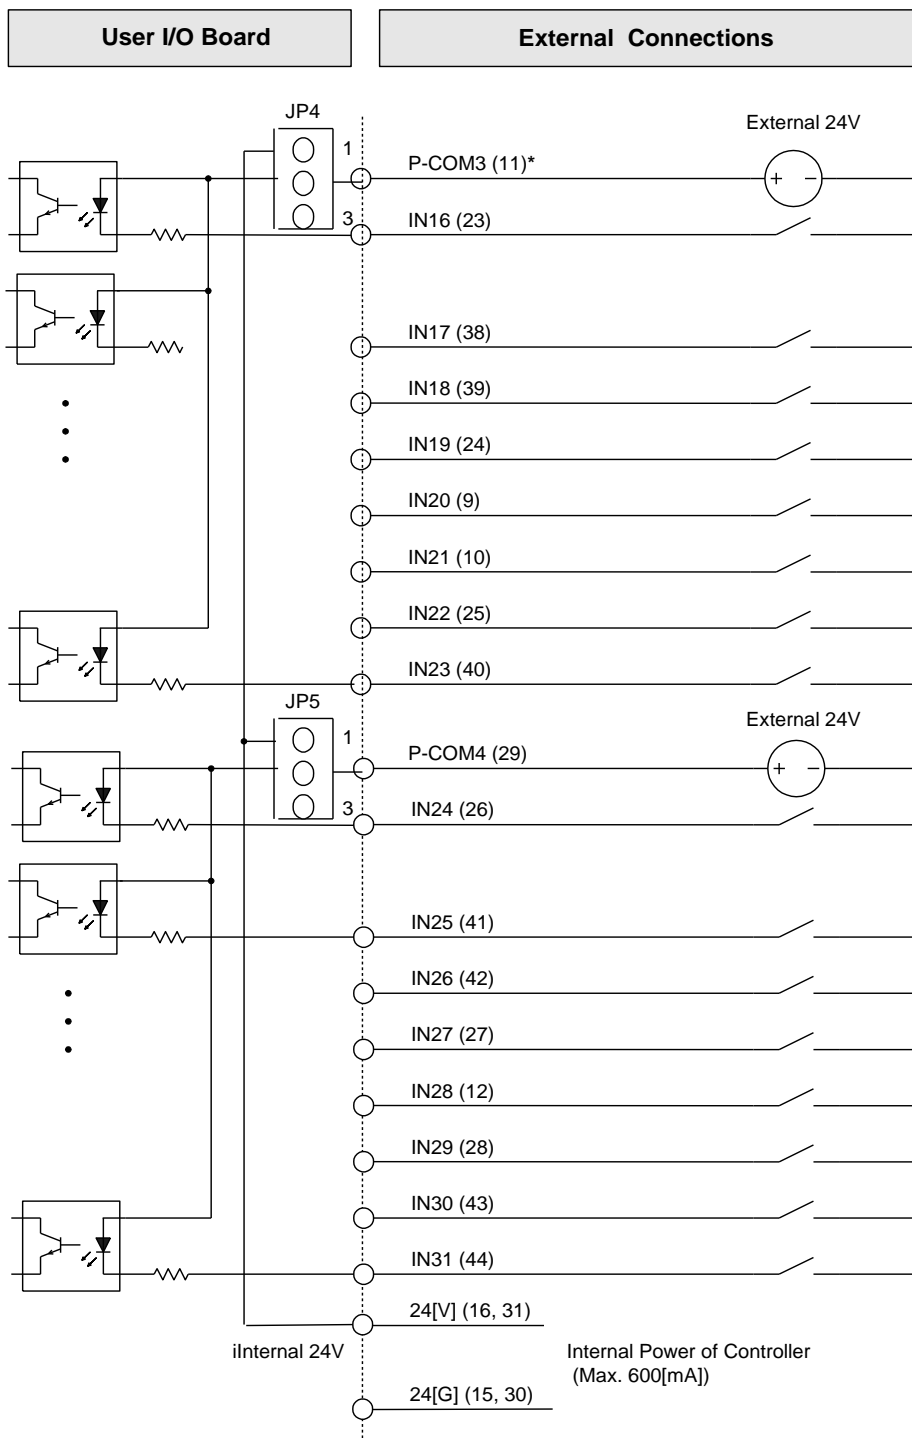 User I/O Board
External Connections
JP4
External 24V
1
P-COM3 (11)*
+ −
3
IN16 (23)
IN17 (38)
IN18 (39)
IN19 (24)
IN20 (9)
IN21 (10)
IN22 (25)
IN23 (40)
JP5
External 24V
1
P-COM4 (29)
+ −
3
IN24 (26)
IN25 (41)
IN26 (42)
IN27 (27)
IN28 (12)
IN29 (28)
IN30 (43)
IN31 (44)
24[V] (16, 31)
iInternal 24V
Internal Power of Controller
(Max. 600[mA])
24[G] (15, 30)